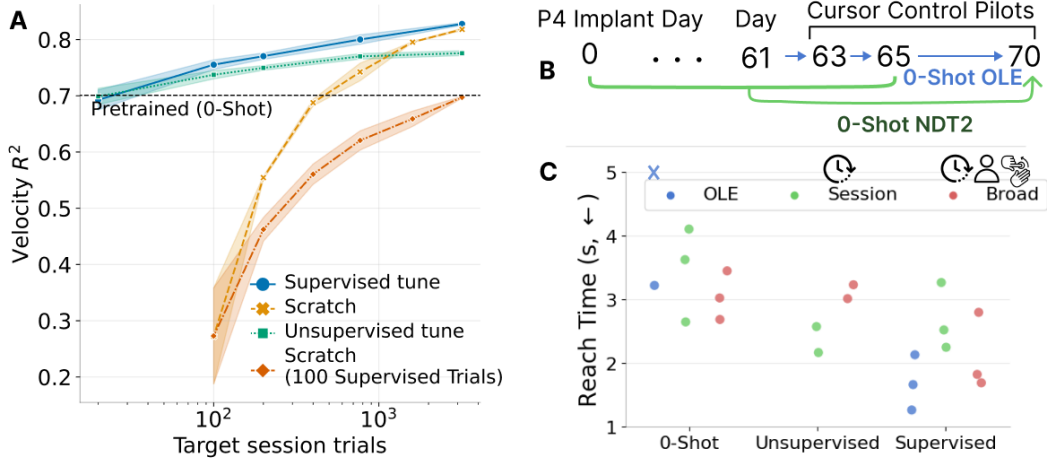 A
0.8
0.7
0.6
0.5
0.4
0.3
0.2
Velocity R²
Pretrained (0-Shot)
Supervised tune
Scratch
Unsupervised tune
Scratch
(100 Supervised Trials)
10²
10³
Target session trials
B
P4 Implant Day
Day
Cursor Control Pilots
0 . . . 61 63 65 70
0-Shot OLE
0-Shot NDT2
C
OLE
Session
Broad
5
4
3
2
1
Reach Time (s, ←)
0-Shot
Unsupervised
Supervised